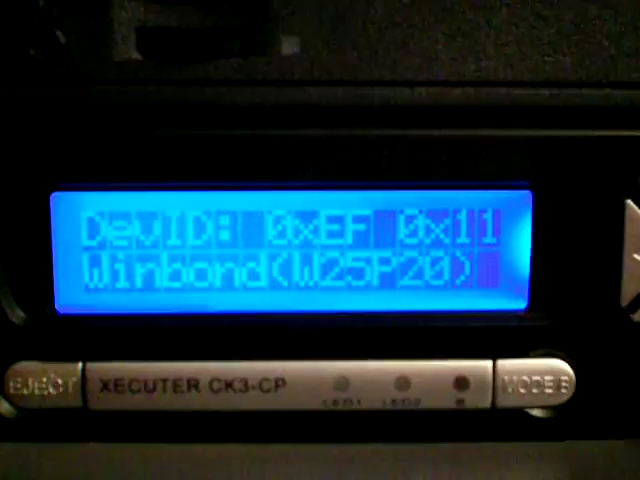 DevID: 0xEF 0x11
Winbond(W25P20)
EJECT XECUTER CK3-CP MODE B
LED1 LED2 B